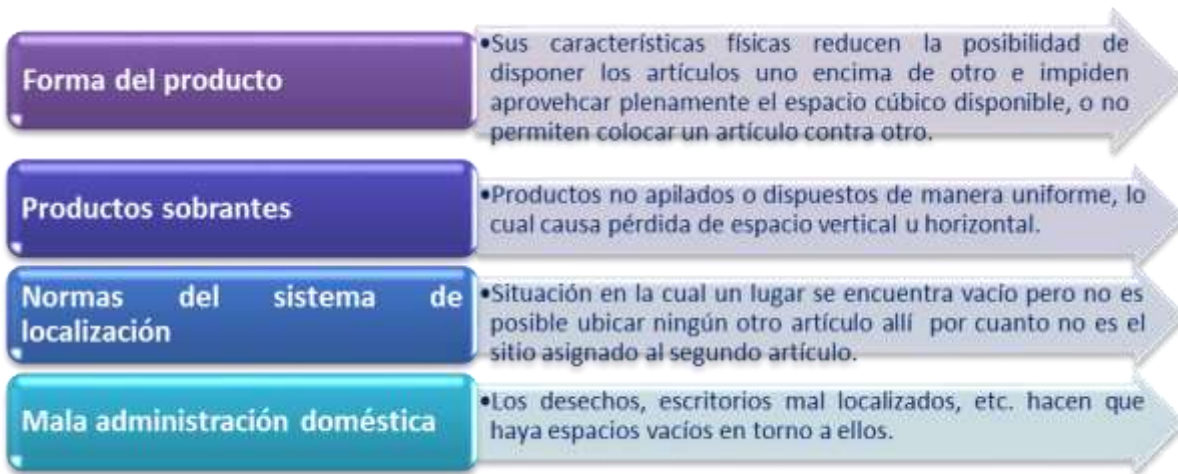 Forma del producto
•Sus características físicas reducen la posibilidad de
disponer los artículos uno encima de otro e impiden
aprovehcar plenamente el espacio cúbico disponible, o no
permiten colocar un artículo contra otro.
Productos sobrantes
•Productos no apilados o dispuestos de manera uniforme, lo
cual causa pérdida de espacio vertical u horizontal.
Normas del sistema de
localización
•Situación en la cual un lugar se encuentra vacío pero no es
posible ubicar ningún otro artículo allí por cuanto no es el
sitio asignado al segundo artículo.
Mala administración doméstica
•Los desechos, escritorios mal localizados, etc. hacen que
haya espacios vacíos en torno a ellos.